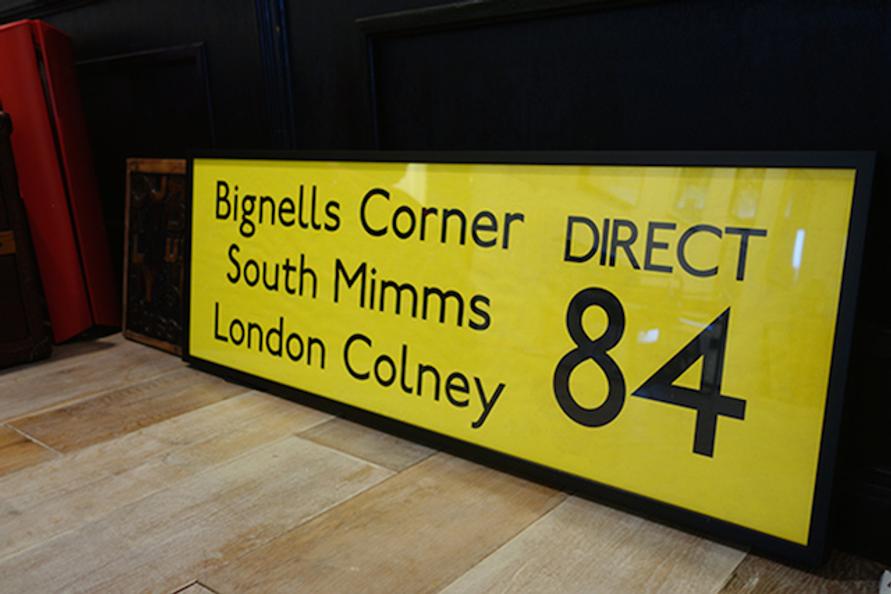 Bignells Corner
South Mimms
London Colney
DIRECT
84